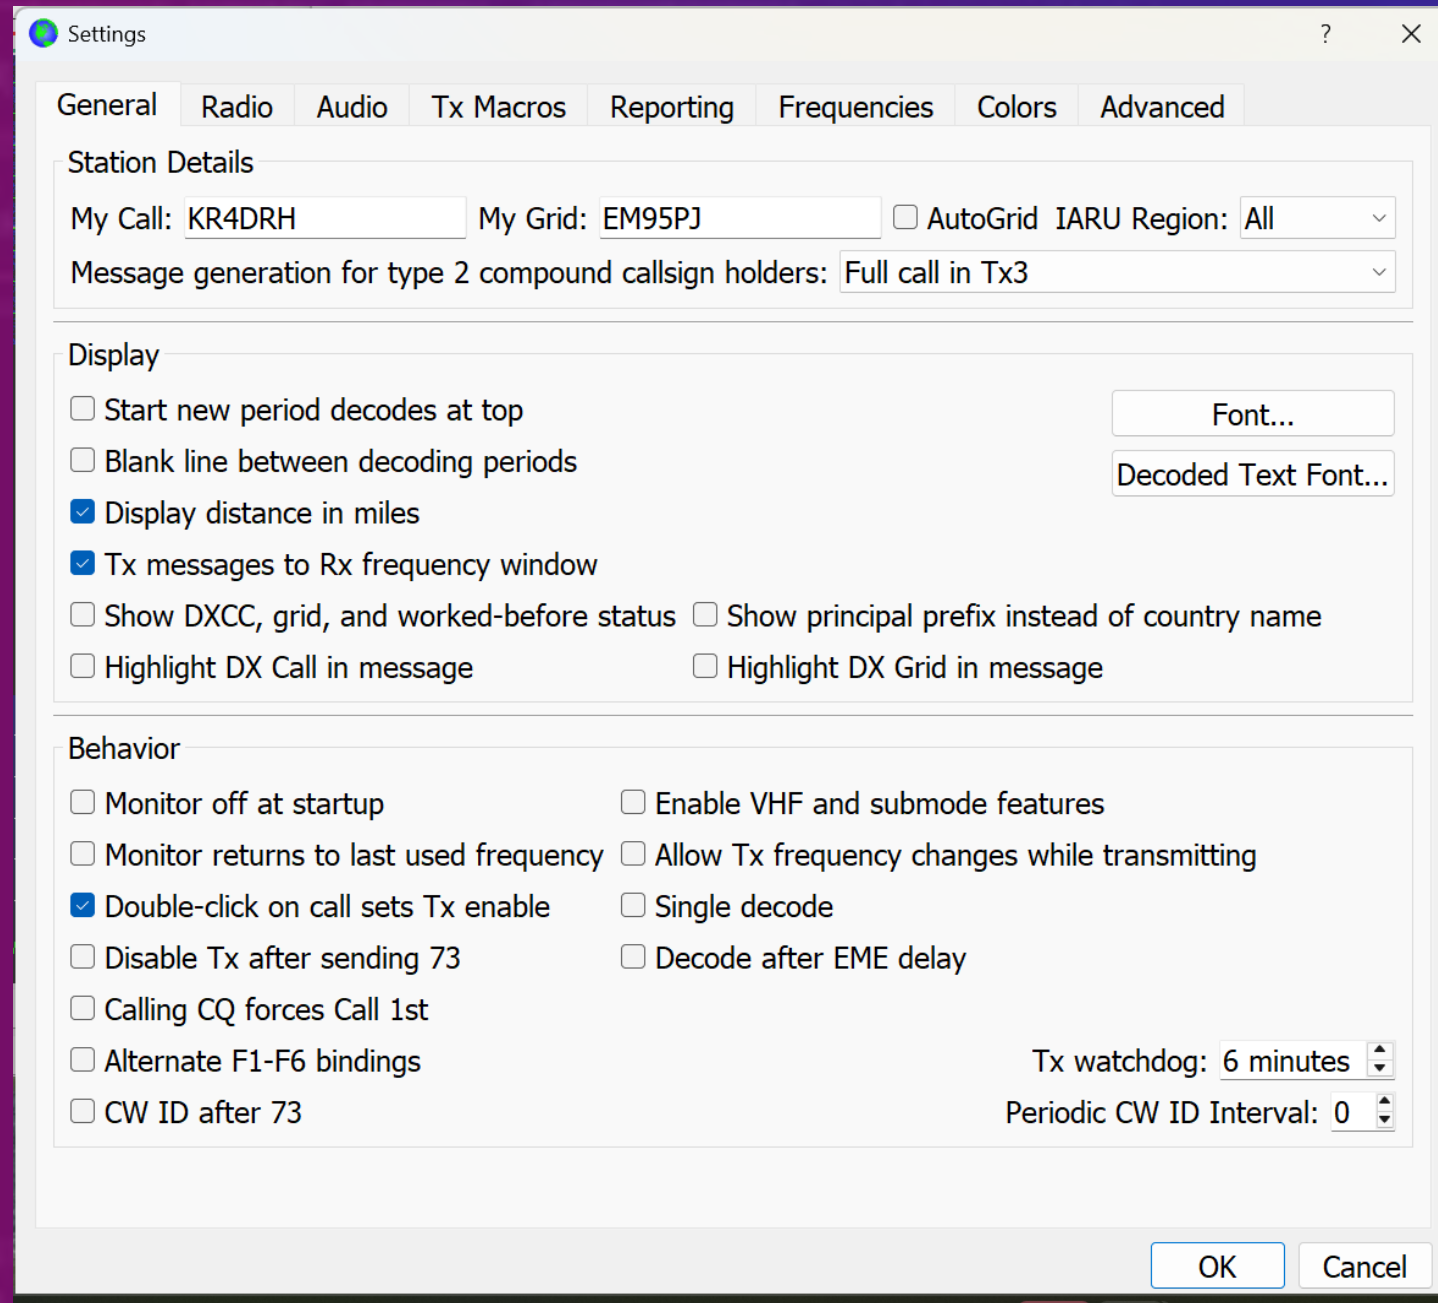 Settings
?
General Radio Audio Tx Macros Reporting Frequencies Colors Advanced
Station Details
My Call: KR4DRH My Grid: EM95PJ AutoGrid IARU Region: All
Message generation for type 2 compound callsign holders: Full call in Tx3
Display
Start new period decodes at top
Font...
Blank line between decoding periods
Decoded Text Font...
Display distance in miles
Tx messages to Rx frequency window
Show DXCC, grid, and worked-before status Show principal prefix instead of country name
Highlight DX Call in message Highlight DX Grid in message
Behavior
Monitor off at startup Enable VHF and submode features
Monitor returns to last used frequency Allow Tx frequency changes while transmitting
Double-click on call sets Tx enable Single decode
Disable Tx after sending 73 Decode after EME delay
Calling CQ forces Call 1st
Alternate F1-F6 bindings Tx watchdog: 6 minutes
CW ID after 73 Periodic CW ID Interval: 0
OK Cancel